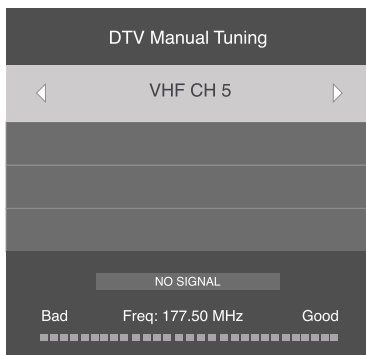 DTV Manual Tuning
VHF CH 5
NO SIGNAL
Bad Freq: 177.50 MHz Good